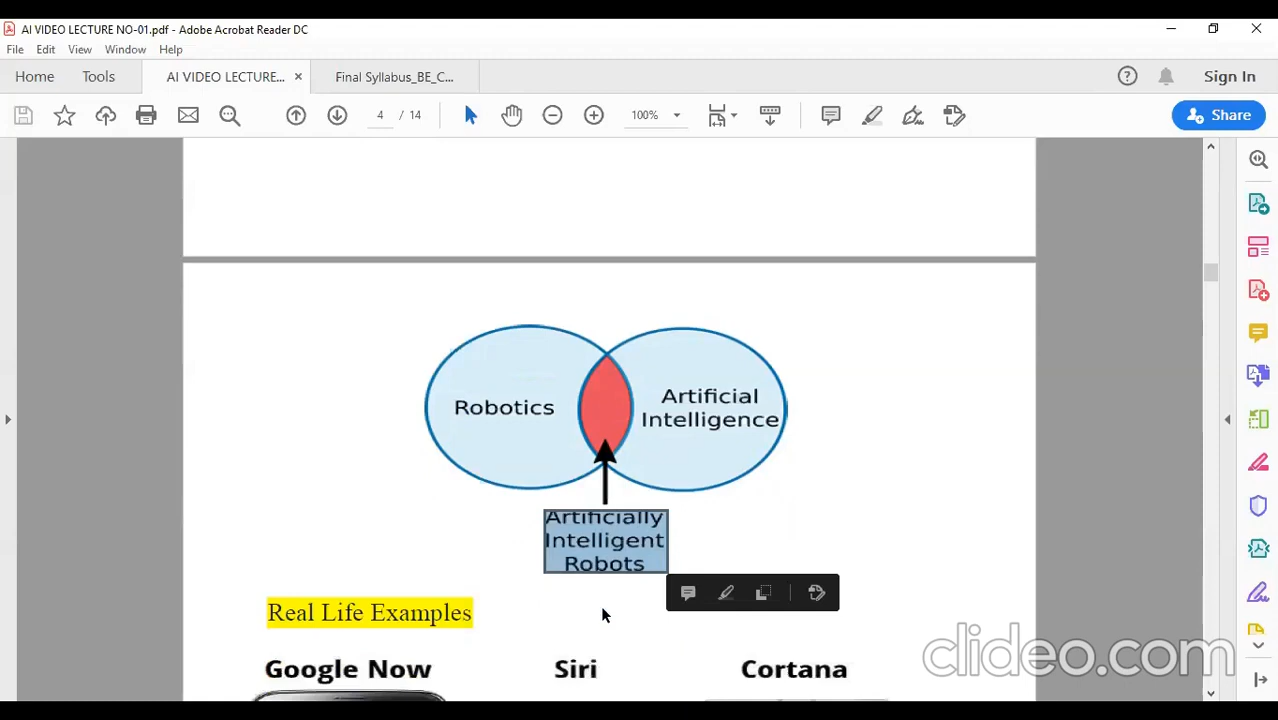 AI VIDEO LECTURE NO-01.pdf - Adobe Acrobat Reader DC
File Edit View Window Help
Home Tools AI VIDEO LECTURE... × Final Syllabus_BE_C... Sign In
4 / 14 100% Share
Robotics
Artificial
Intelligence
Artificially
Intelligent
Robots
Real Life Examples
Google Now Siri Cortana
clideo.com